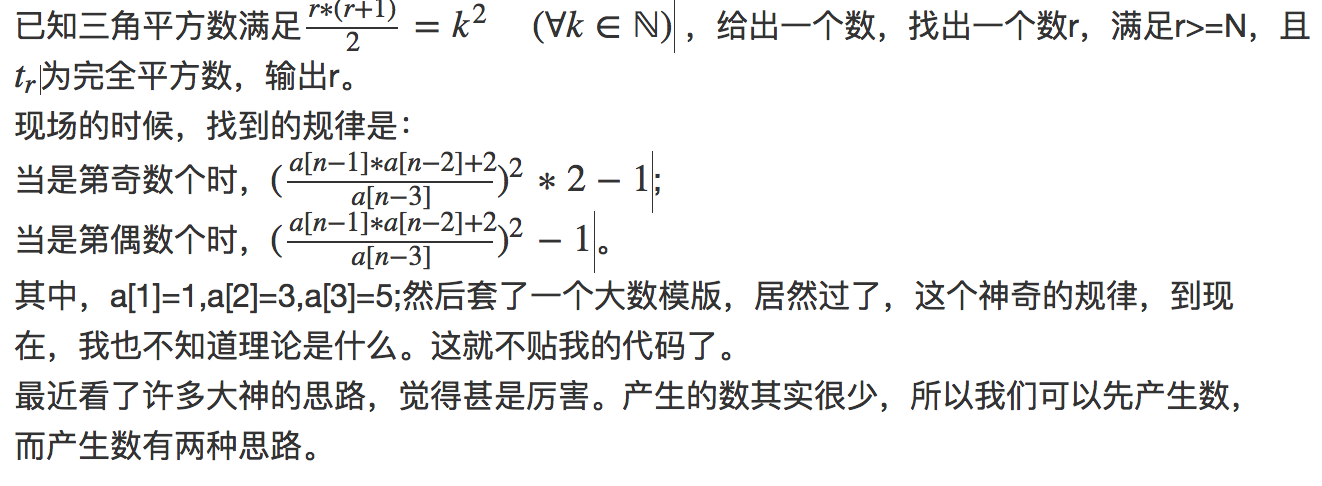 已知三角平方数满足\frac{r*(r+1)}{2} = k^2 (∀k ∈ ℕ)，给出一个数，找出一个数r，满足r>=N，且
t_r为完全平方数，输出r。
现场的时候，找到的规律是：
当是第奇数个时，(\frac{a[n−1]*a[n−2]+2}{a[n−3]})^2 * 2 − 1;
当是第偶数个时，(\frac{a[n−1]*a[n−2]+2}{a[n−3]})^2 − 1。
其中，a[1]=1,a[2]=3,a[3]=5;然后套了一个大数模版，居然过了，这个神奇的规律，到现
在，我也不知道理论是什么。这就不贴我的代码了。
最近看了许多大神的思路，觉得甚是厉害。产生的数其实很少，所以我们可以先产生数，
而产生数有两种思路。